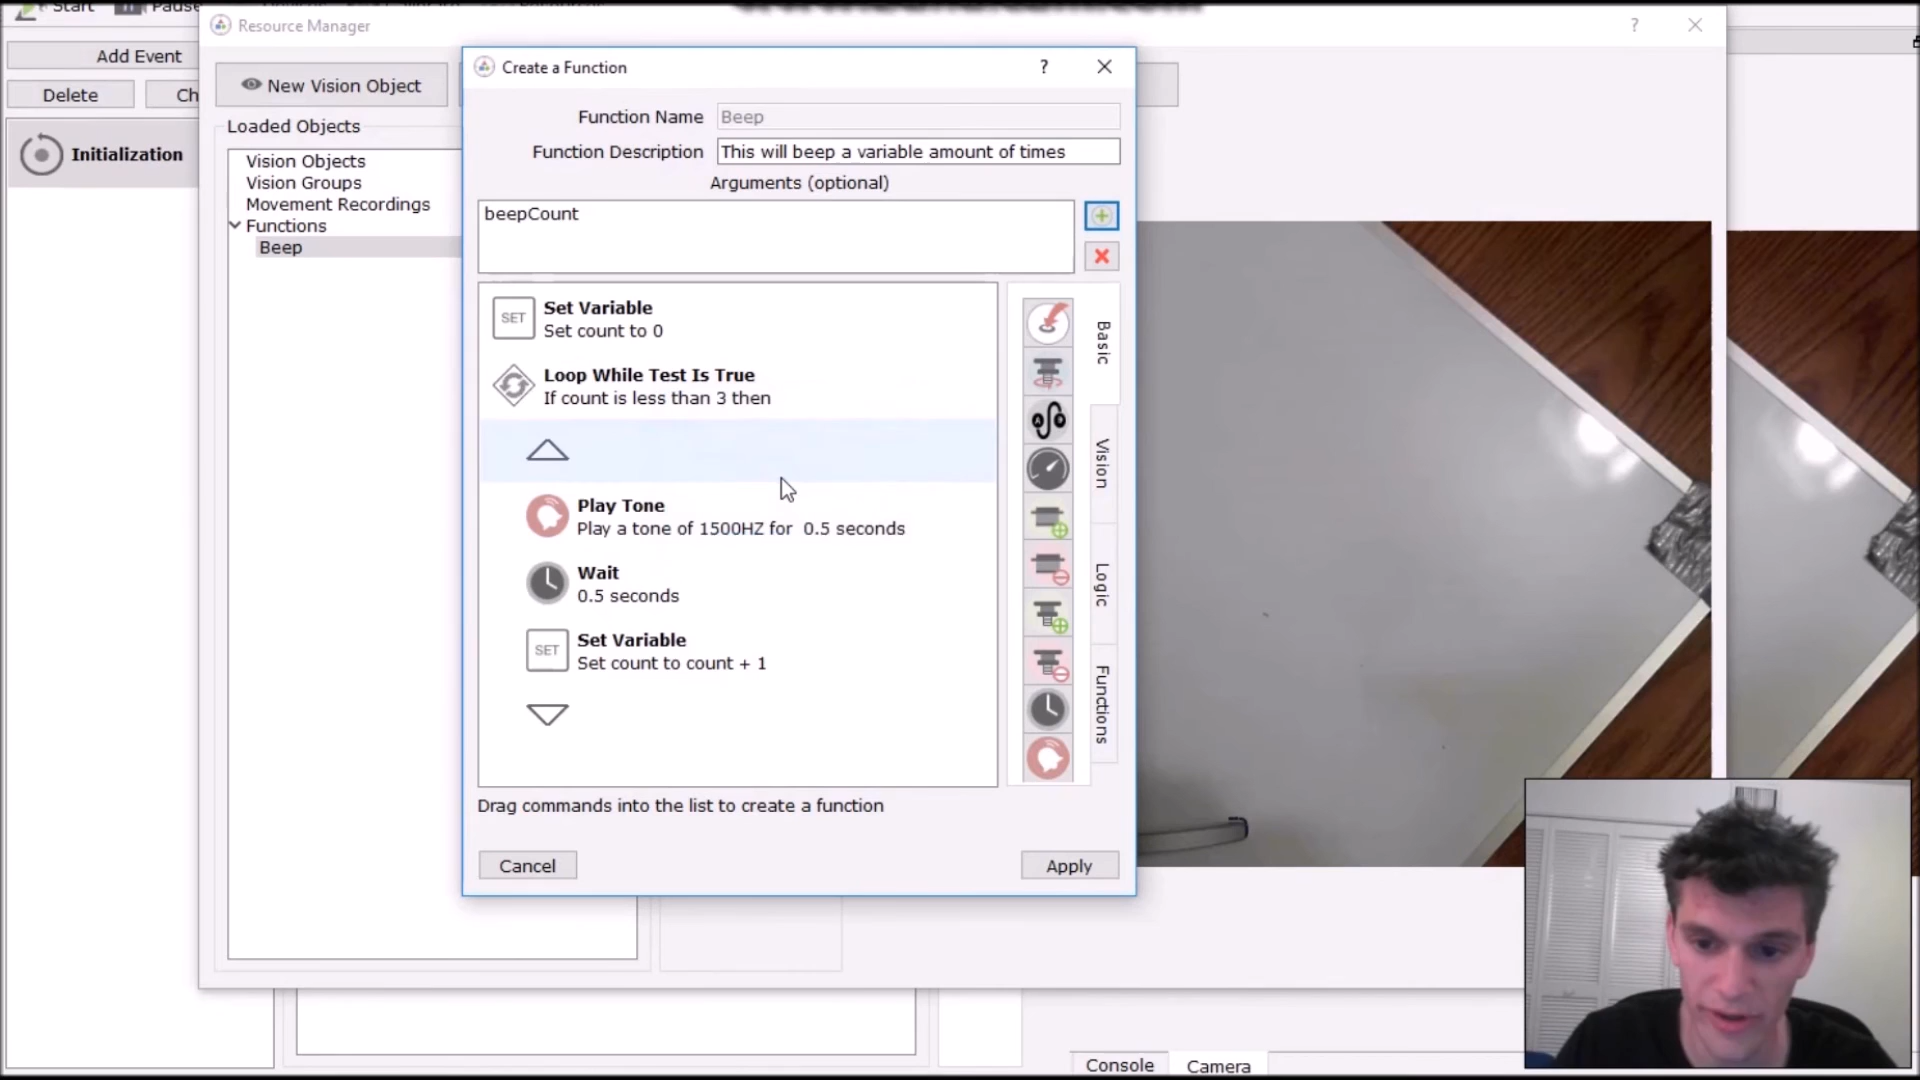 Start
Pause
Resource Manager
?
Add Event
Create a Function
?
New Vision Object
Delete
Ch
Function Name
Beep
Loaded Objects
Function Description
This will beep a variable amount of times
Initialization
Vision Objects
Arguments (optional)
Vision Groups
Movement Recordings
beepCount
Functions
Beep
SET
Set Variable
Set count to 0
Basic
Loop While Test Is True
If count is less than 3 then
Vision
Play Tone
Play a tone of 1500HZ for 0.5 seconds
Wait
0.5 seconds
Logic
SET
Set Variable
Set count to count + 1
Functions
Drag commands into the list to create a function
Cancel
Apply
Console
Camera